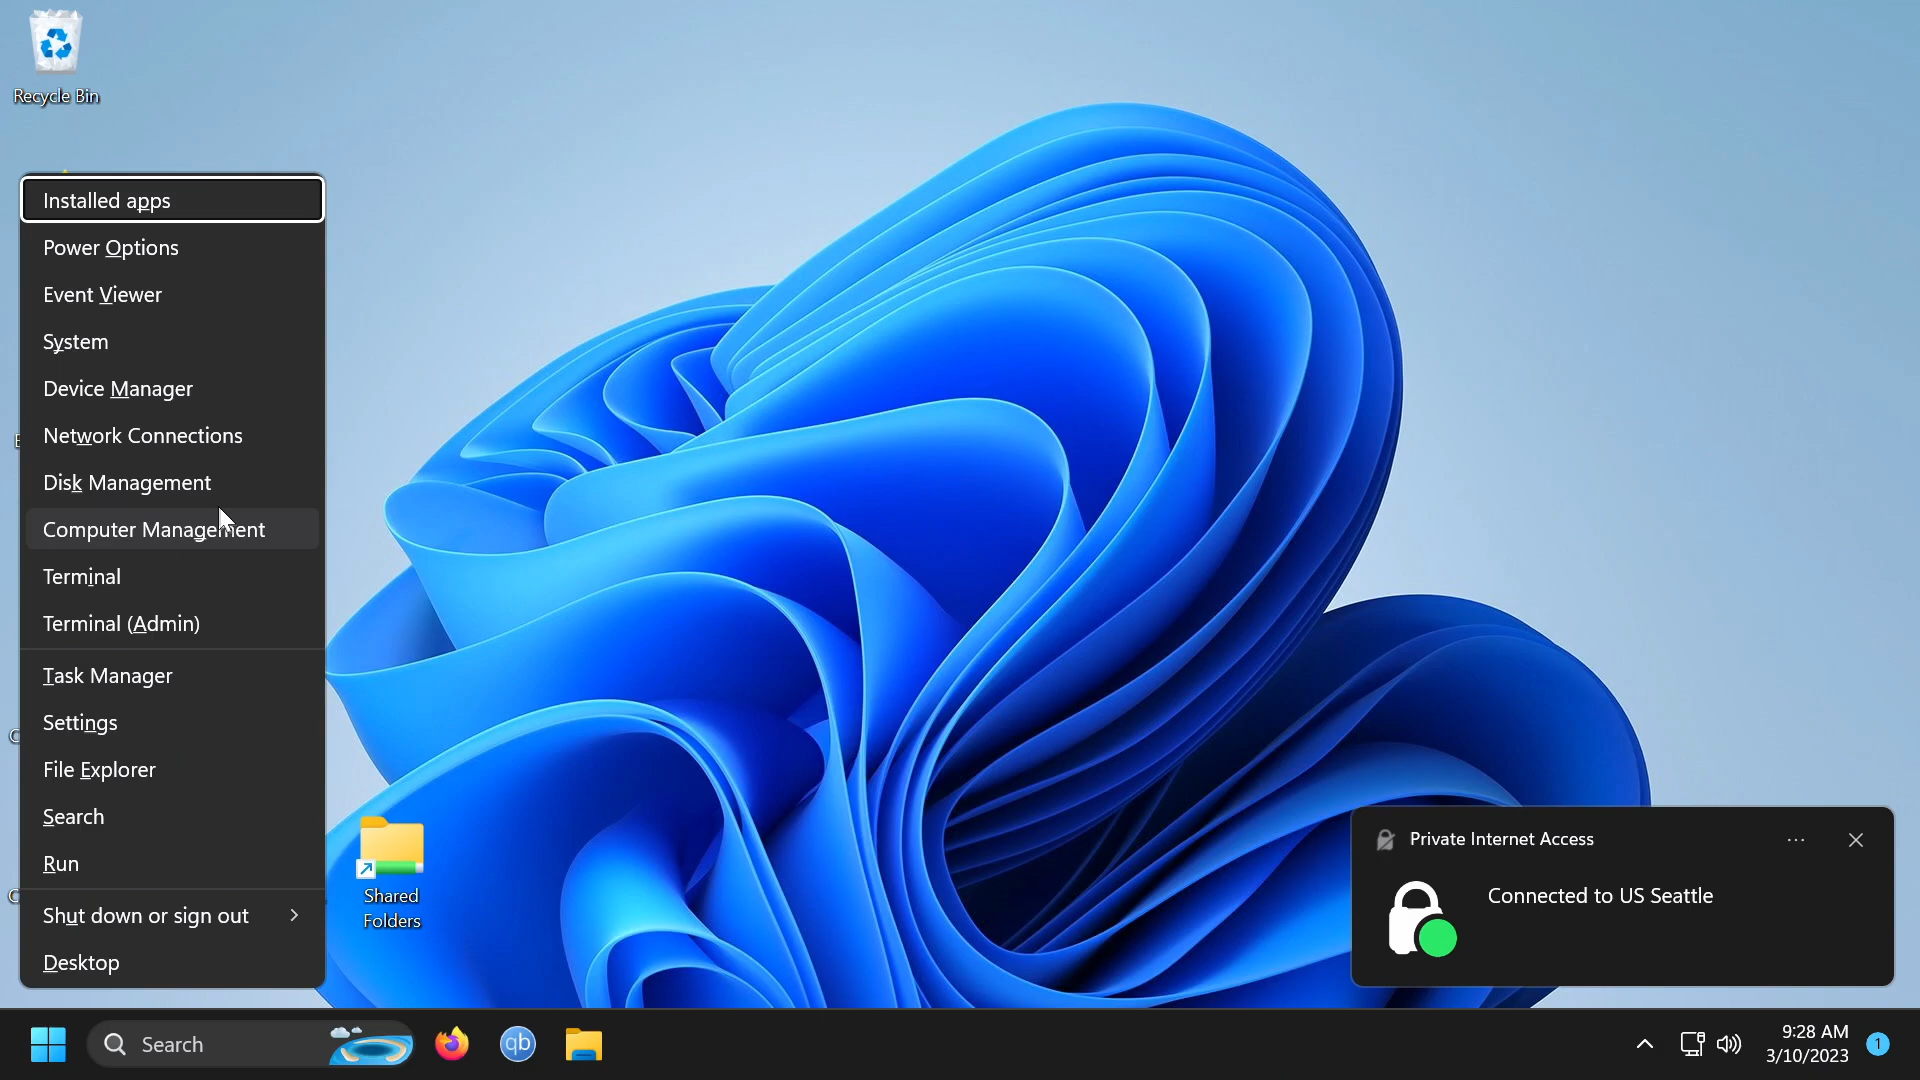 Recycle Bin
Installed apps
Power Options
Event Viewer
System
Device Manager
Network Connections
Disk Management
Computer Management
Terminal
Terminal (Admin)
Task Manager
Settings
File Explorer
Search
Run
Shut down or sign out
Desktop
Shared
Folders
Private Internet Access
Connected to US Seattle
Search
qb
9:28 AM
3/10/2023
1